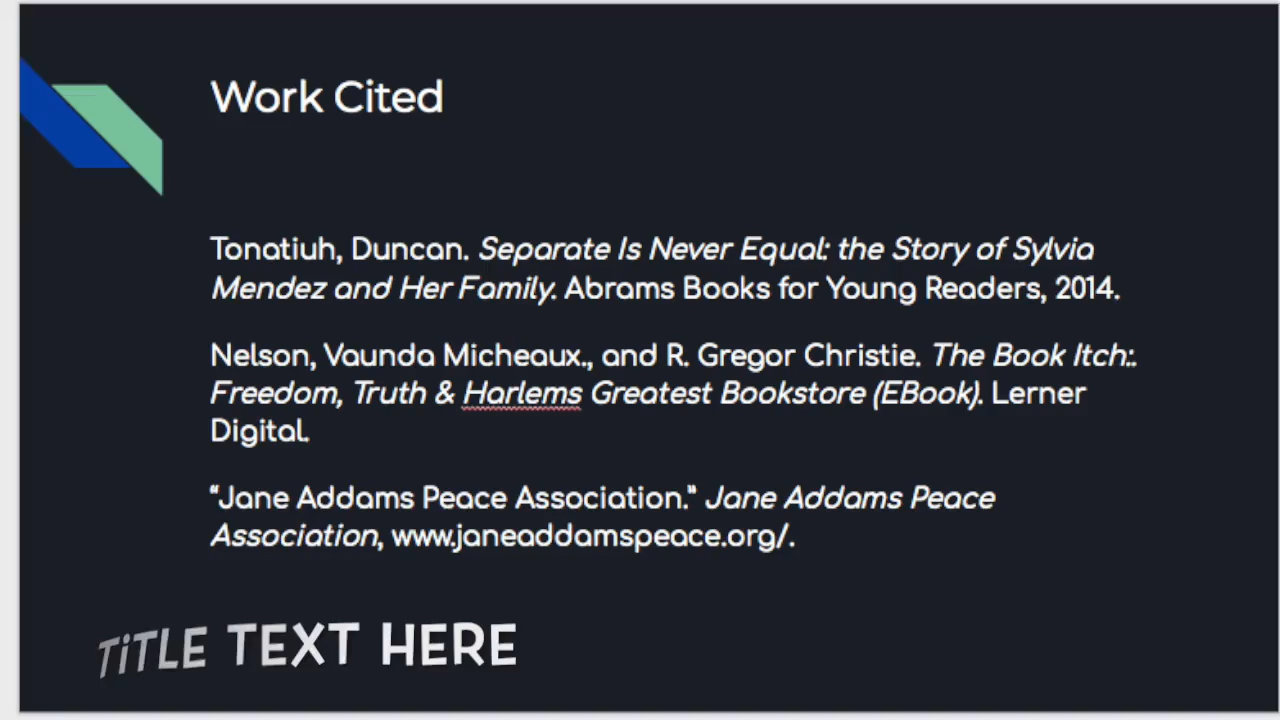 Work Cited
Tonatiuh, Duncan. Separate Is Never Equal: the Story of Sylvia
Mendez and Her Family. Abrams Books for Young Readers, 2014.
Nelson, Vaunda Micheaux., and R. Gregor Christie. The Book Itch:.
Freedom, Truth & Harlems Greatest Bookstore (EBook). Lerner
Digital.
“Jane Addams Peace Association.” Jane Addams Peace
Association, www.janeaddamspeace.org/.
TiTLE TEXT HERE